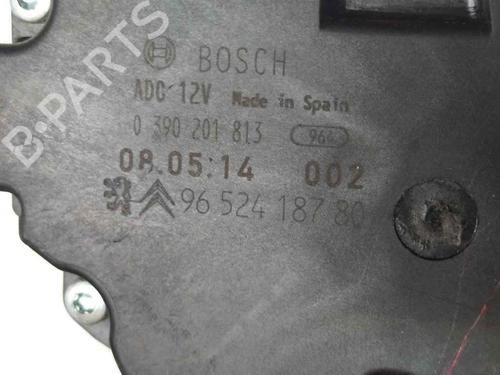 B-PARTS
BOSCH
ADC 12V Made in Spain
0 390 201 813 964
08.05:14 002
96 524 187 80